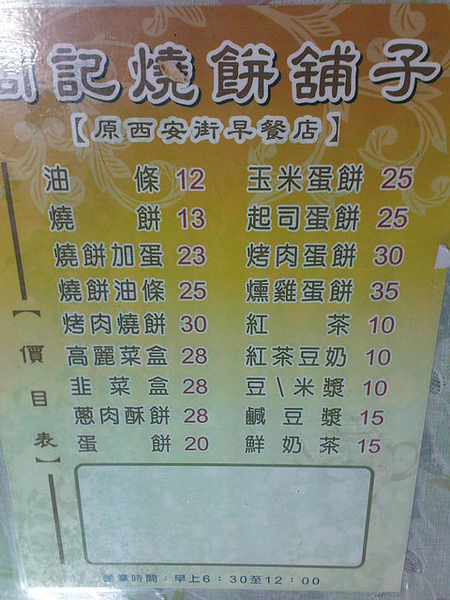 記燒餅舖子
【原西安街早餐店】
油條 12
燒餅 13
燒餅加蛋 23
燒餅油條 25
烤肉燒餅 30
高麗菜盒 28
韭菜盒 28
蔥肉酥餅 28
蛋餅 20
玉米蛋餅 25
起司蛋餅 25
烤肉蛋餅 30
燻雞蛋餅 35
紅茶 10
紅茶豆奶 10
豆\米漿 10
鹹豆漿 15
鮮奶茶 15
【價目表】
營業時間：早上6：30至12：00